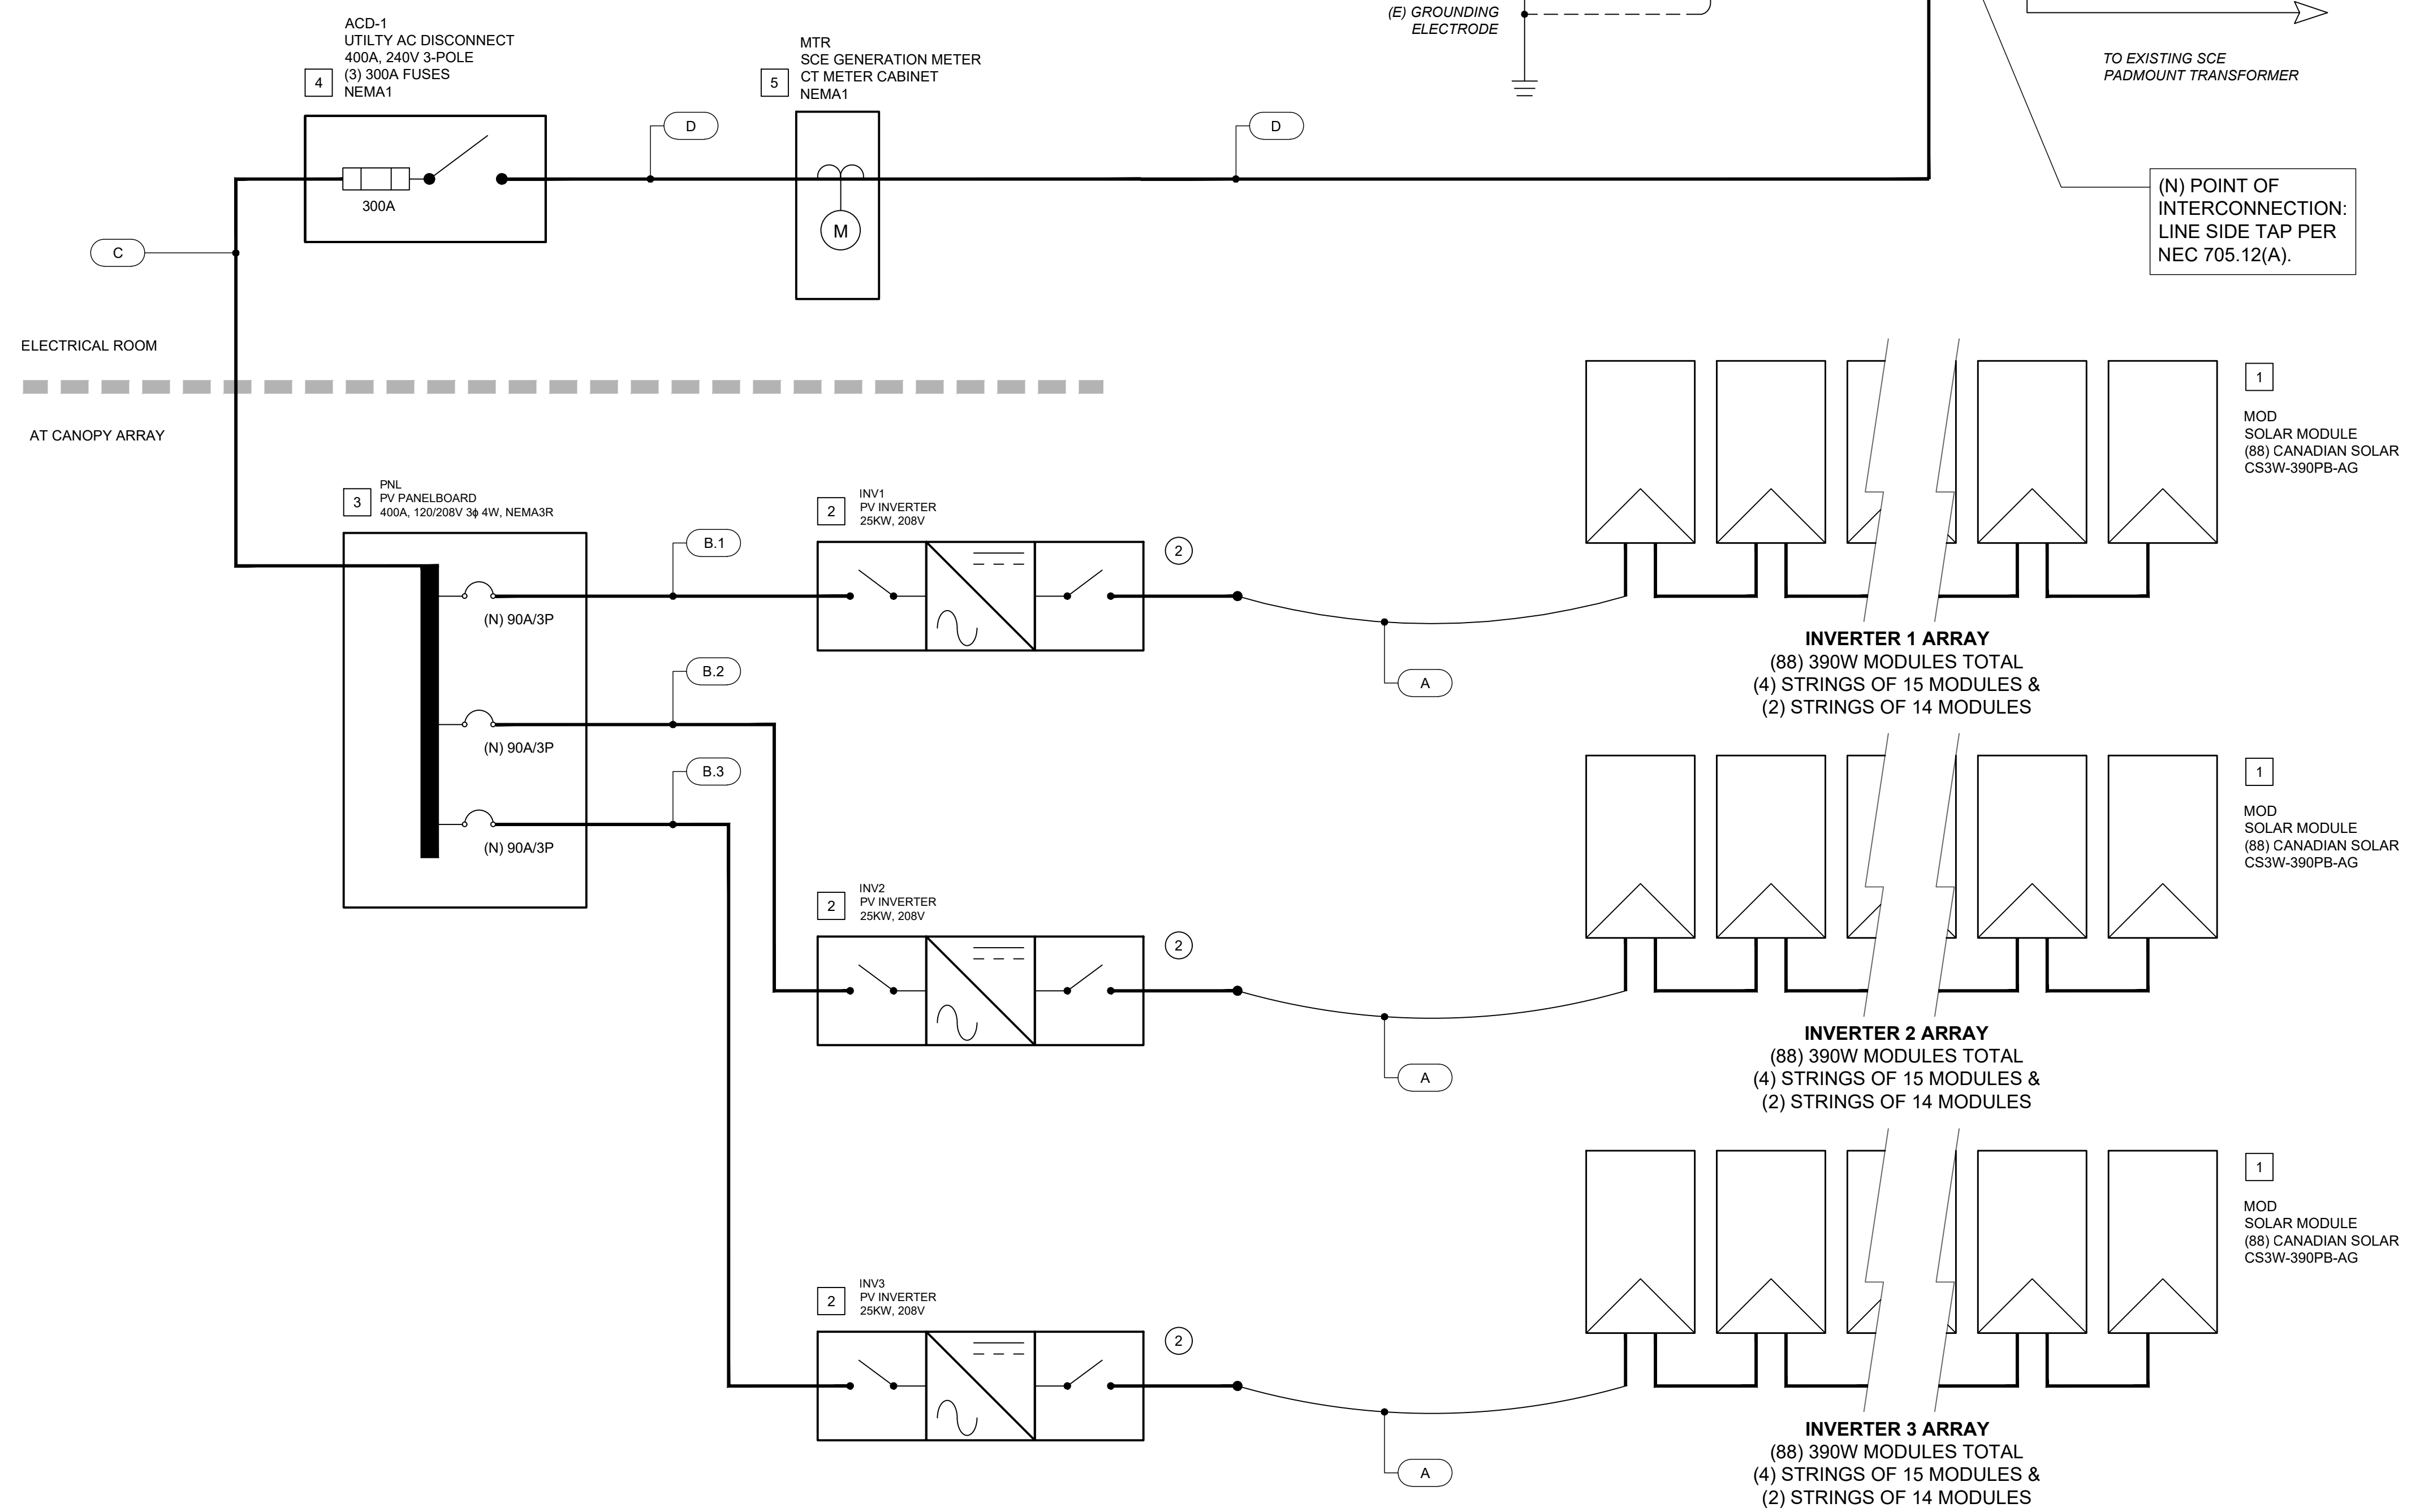 (E) GROUNDING
ELECTRODE
TO EXISTING SCE
PADMOUNT TRANSFORMER
ACD-1
UTILTY AC DISCONNECT
400A, 240V 3-POLE
(3) 300A FUSES
NEMA1
4
300A
D
MTR
SCE GENERATION METER
CT METER CABINET
NEMA1
5
M
D
(N) POINT OF
INTERCONNECTION:
LINE SIDE TAP PER
NEC 705.12(A).
C
ELECTRICAL ROOM
AT CANOPY ARRAY
3
PNL
PV PANELBOARD
400A, 120/208V 3ϕ 4W, NEMA3R
(N) 90A/3P
(N) 90A/3P
(N) 90A/3P
B.1
B.2
B.3
2
INV1
PV INVERTER
25KW, 208V
2
A
INVERTER 1 ARRAY
(88) 390W MODULES TOTAL
(4) STRINGS OF 15 MODULES &
(2) STRINGS OF 14 MODULES
1
MOD
SOLAR MODULE
(88) CANADIAN SOLAR
CS3W-390PB-AG
2
INV2
PV INVERTER
25KW, 208V
2
A
INVERTER 2 ARRAY
(88) 390W MODULES TOTAL
(4) STRINGS OF 15 MODULES &
(2) STRINGS OF 14 MODULES
1
MOD
SOLAR MODULE
(88) CANADIAN SOLAR
CS3W-390PB-AG
2
INV3
PV INVERTER
25KW, 208V
2
A
INVERTER 3 ARRAY
(88) 390W MODULES TOTAL
(4) STRINGS OF 15 MODULES &
(2) STRINGS OF 14 MODULES
1
MOD
SOLAR MODULE
(88) CANADIAN SOLAR
CS3W-390PB-AG